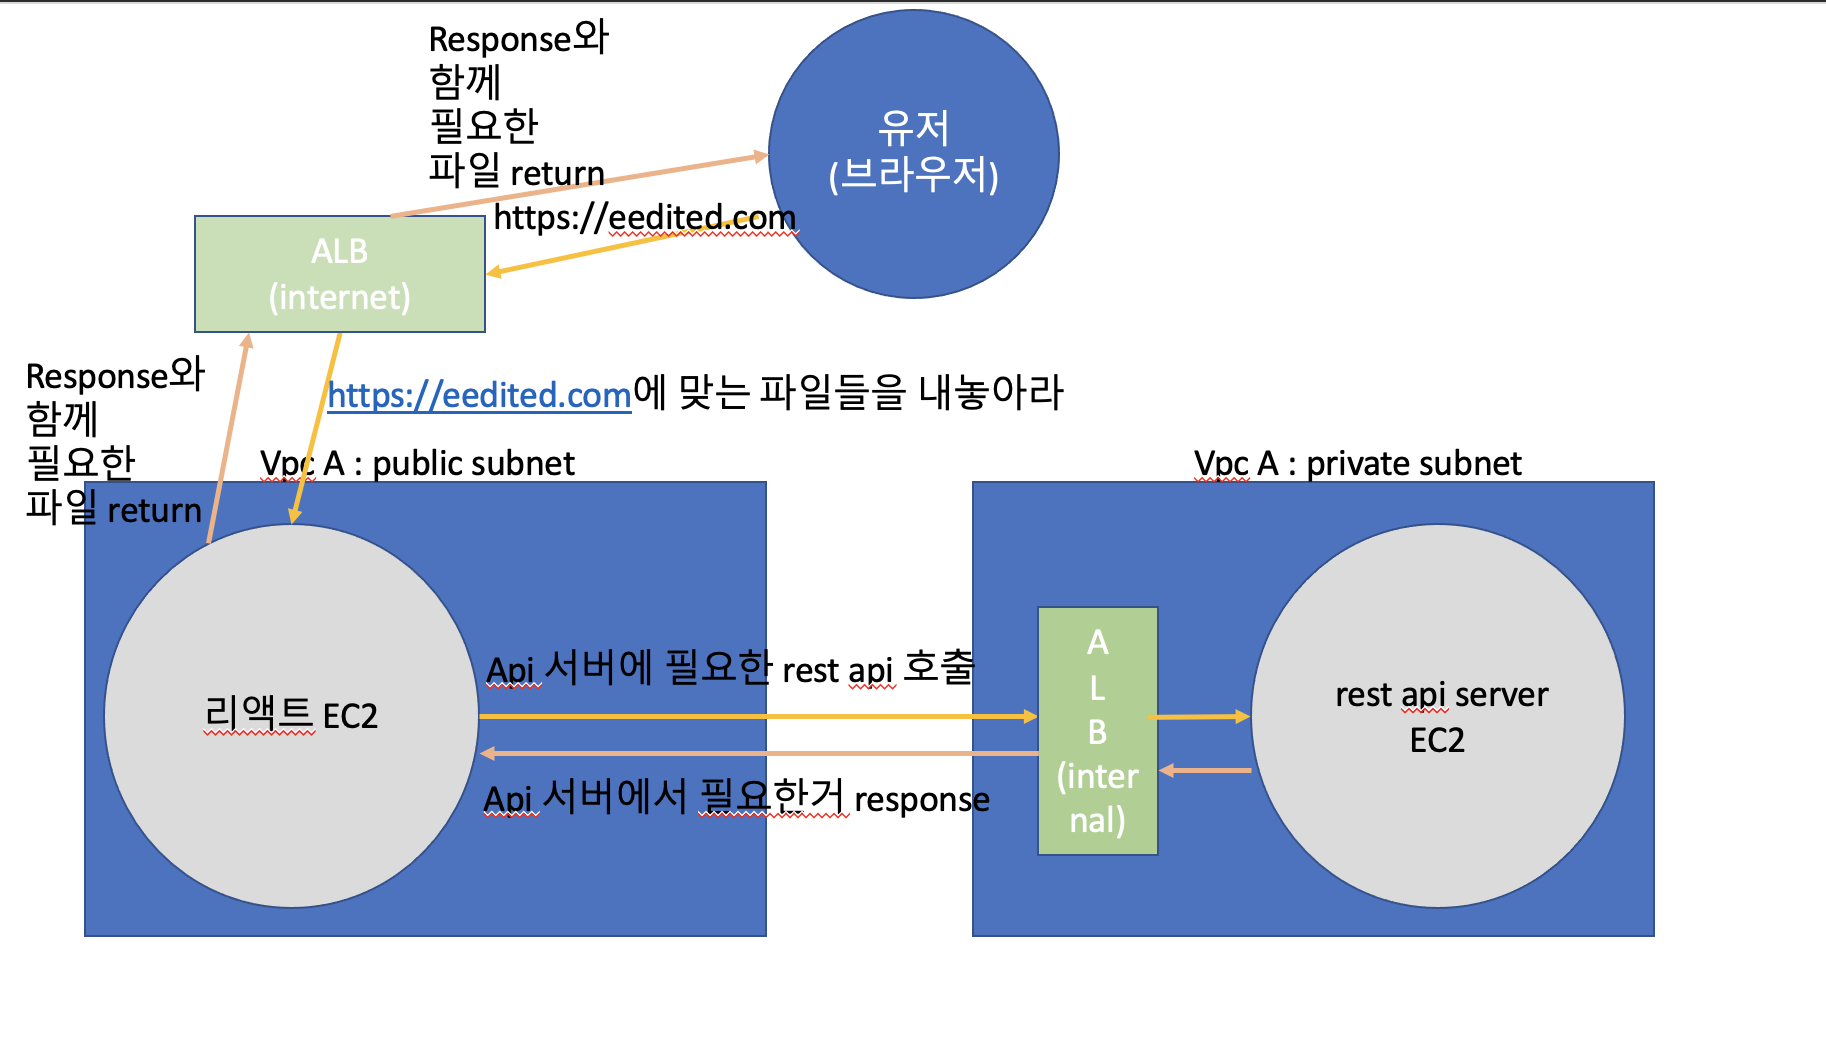 Response와
함께
필요한
파일 return
유저
(브라우저)
https://eedited.com
ALB
(internet)
Response와
함께
필요한
파일 return
https://eedited.com에 맞는 파일들을 내놓아라
Vpc A : public subnet
Vpc A : private subnet
리액트 EC2
Api 서버에 필요한 rest api 호출
Api 서버에서 필요한거 response
A
L
B
(inter
nal)
rest api server
EC2